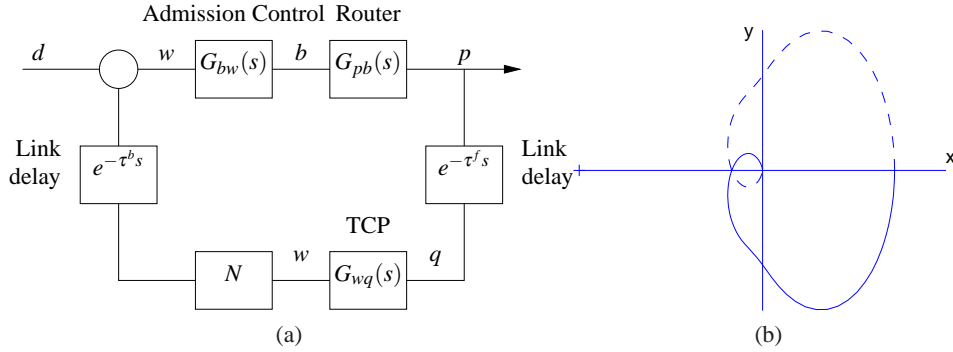 Admission Control Router
d w G_{bw}(s) b G_{pb}(s) p
Link
delay
e^{-τ^b s}
e^{-τ^f s}
Link
delay
TCP
N w G_{wq}(s) q
(a)
y
x
(b)